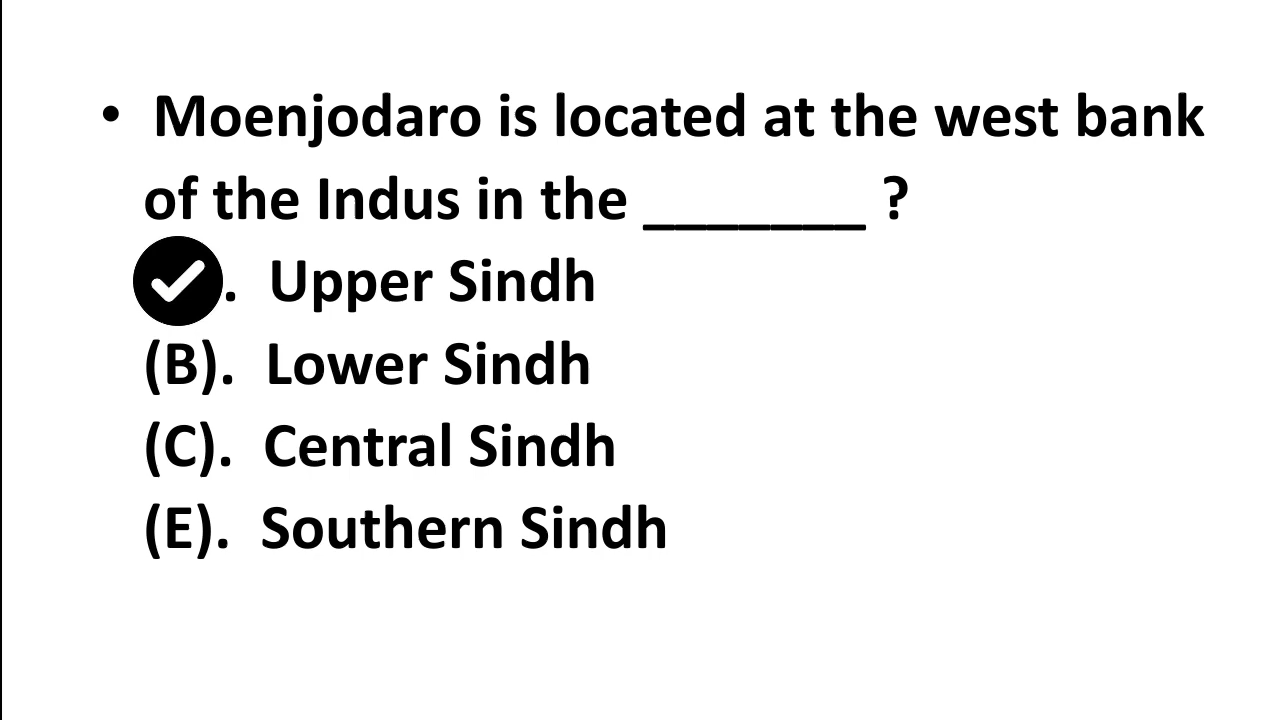 • Moenjodaro is located at the west bank
of the Indus in the _______ ?
. Upper Sindh
(B). Lower Sindh
(C). Central Sindh
(E). Southern Sindh